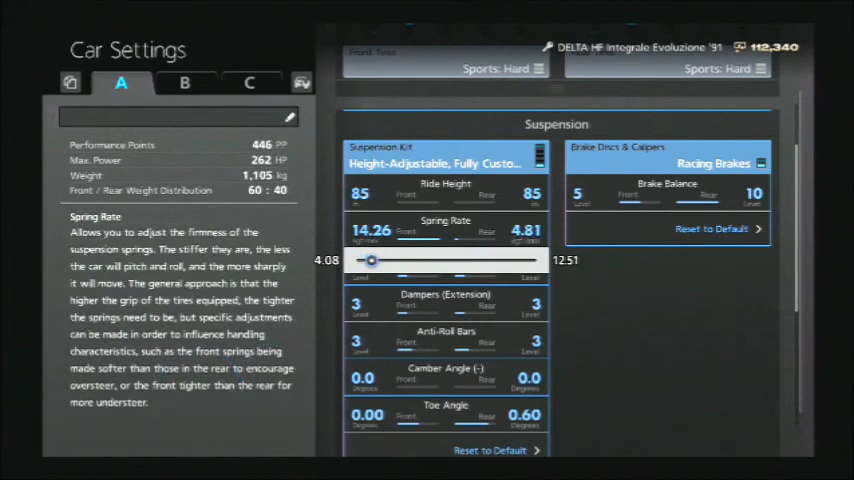 Car Settings
DELTA HF Integrale Evoluzione '91
112,340
A
B
C
Front Tires
Sports: Hard
Sports: Hard
Performance Points 446 PP
Max. Power 262 HP
Weight 1,105 kg
Front / Rear Weight Distribution 60 : 40
Spring Rate
Allows you to adjust the firmness of the
suspension springs. The stiffer they are, the less
the car will pitch and roll, and the more sharply
it will move. The general approach is that the
higher the grip of the tires equipped, the tighter
the springs need to be, but specific adjustments
can be made in order to influence handling
characteristics, such as the front springs being
made softer than those in the rear to encourage
oversteer, or the front tighter than the rear for
more understeer.
Suspension
Suspension Kit
Height-Adjustable, Fully Custo...
Ride Height
85 Front Rear 85
Spring Rate
14.26 Front Rear 4.81
kgf/mm kgf/mm
4.08 12.51
Level Level
Dampers (Extension)
3 Front Rear 3
Level Level
Anti-Roll Bars
3 Front Rear 3
Level Level
Camber Angle (-)
0.0 Front Rear 0.0
Degrees Degrees
Toe Angle
0.00 Front Rear 0.60
Degrees Degrees
Reset to Default
Brake Discs & Calipers
Racing Brakes
Brake Balance
5 Front Rear 10
Level Level
Reset to Default